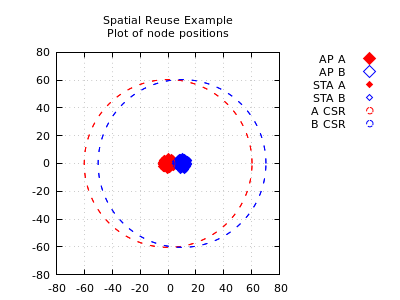 Spatial Reuse Example
Plot of node positions
80
60
40
20
0
-20
-40
-60
-80
-80 -60 -40 -20 0 20 40 60 80
AP A
AP B
STA A
STA B
A CSR
B CSR